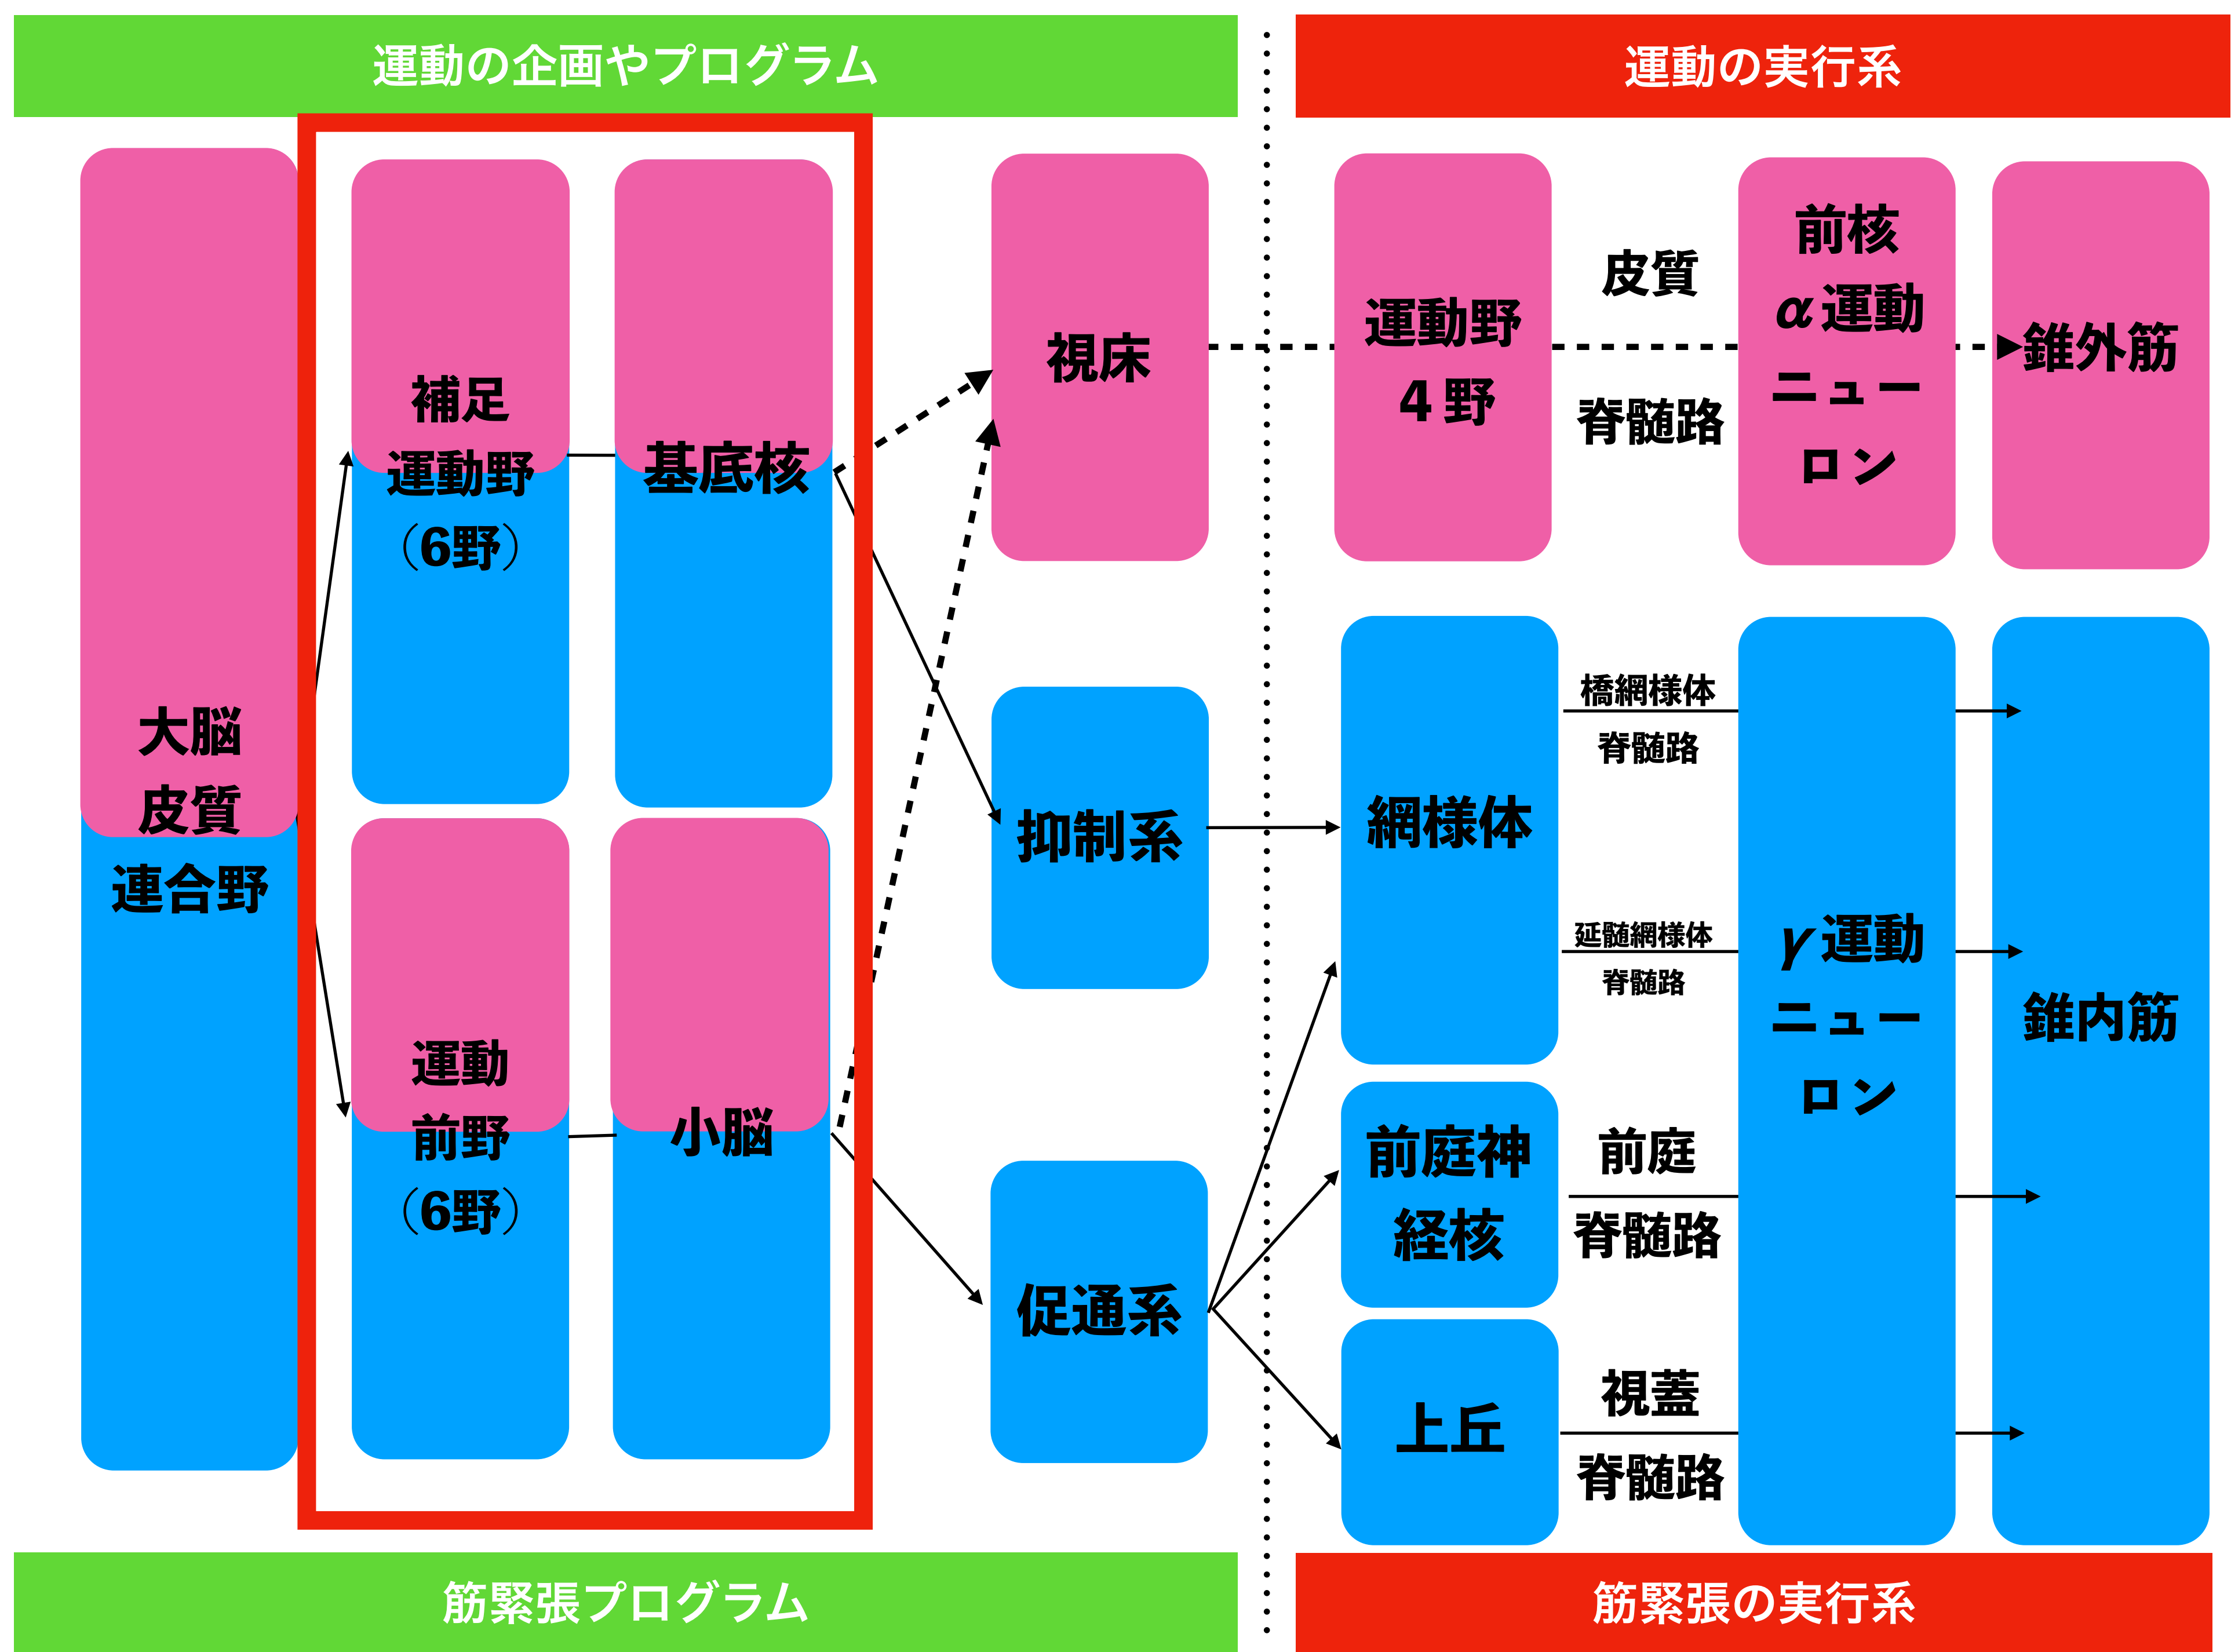 運動の企画やプログラム
運動の実行系
大脳
皮質
連合野
補足
運動野
（6野）
基底核
運動
前野
（6野）
小脳
視床
抑制系
促通系
運動野
４野
皮質
脊髄路
前核
α運動
ニュー
ロン
錐外筋
網様体
橋網様体
脊髄路
延髄網様体
脊髄路
前庭神
経核
前庭
脊髄路
上丘
視蓋
脊髄路
γ運動
ニュー
ロン
錐内筋
筋緊張プログラム
筋緊張の実行系